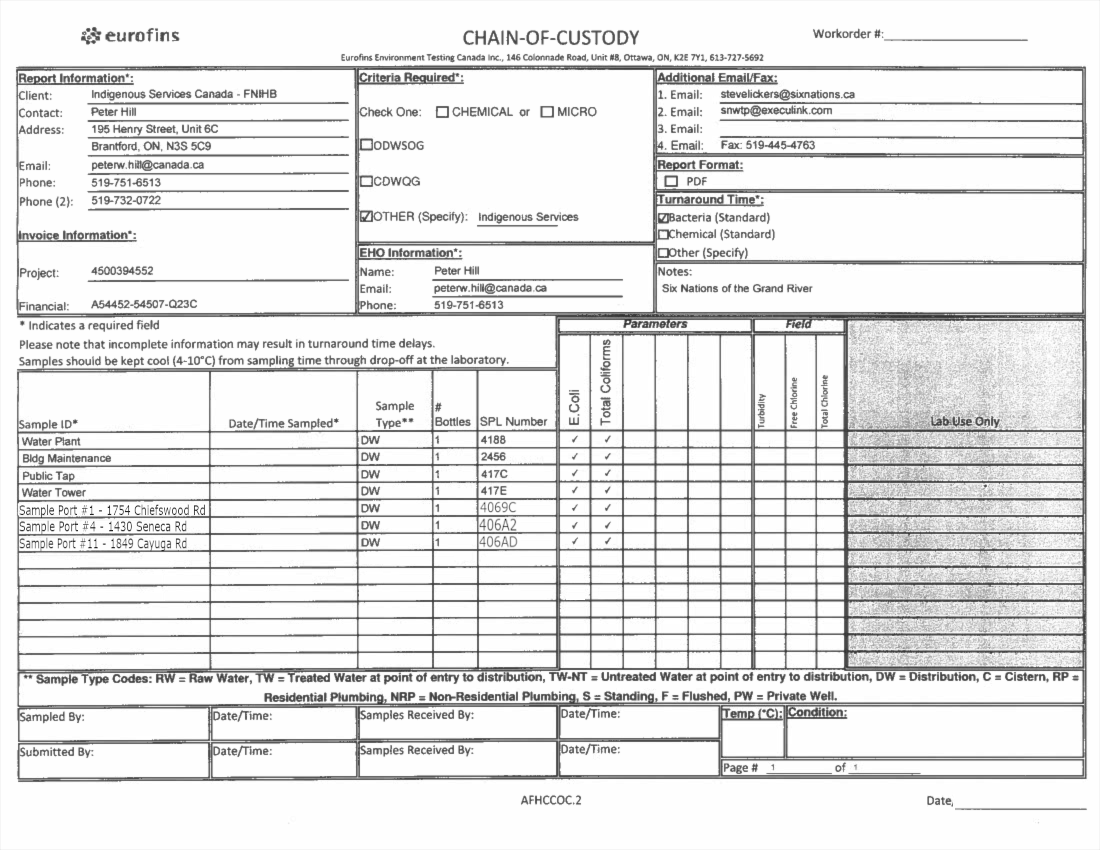 eurofins
CHAIN-OF-CUSTODY
Workorder #:
Eurofins Environment Testing Canada Inc., 146 Colonnade Road, Unit #8, Ottawa, ON, K2E 7Y1, 613-727-5692
Report Information*:
Client: Indigenous Services Canada - FNIHB
Contact: Peter Hill
Address: 195 Henry Street, Unit 6C
Brantford, ON, N3S 5C9
Email: peterw.hill@canada.ca
Phone: 519-751-6513
Phone (2): 519-732-0722
Invoice Information*:
Project: 4500394552
Financial: A54452-54507-Q23C
Criteria Required*:
Check One: ☐ CHEMICAL or ☐ MICRO
☐ ODWSOG
☐ CDWQG
☑ OTHER (Specify): Indigenous Services
EHO Information*:
Name: Peter Hill
Email: peterw.hill@canada.ca
Phone: 519-751-6513
Additional Email/Fax:
1. Email: stevelickers@sixnations.ca
2. Email: snwtp@execulink.com
3. Email:
4. Email: Fax: 519-445-4763
Report Format:
☐ PDF
Turnaround Time*:
☑ Bacteria (Standard)
☐ Chemical (Standard)
☐ Other (Specify)
Notes:
Six Nations of the Grand River
* Indicates a required field
Please note that incomplete information may result in turnaround time delays.
Samples should be kept cool (4-10°C) from sampling time through drop-off at the laboratory.
Parameters Field
Sample ID* Date/Time Sampled* Sample Type** # Bottles SPL Number E.Coli Total Coliforms Turbidity Free Chlorine Total Chlorine Lab Use Only
Water Plant DW 1 4188 ✓ ✓
Bldg Maintenance DW 1 2456 ✓ ✓
Public Tap DW 1 417C ✓ ✓
Water Tower DW 1 417E ✓ ✓
Sample Port #1 - 1754 Chiefswood Rd DW 1 4069C ✓ ✓
Sample Port #4 - 1430 Seneca Rd DW 1 406A2 ✓ ✓
Sample Port #11 - 1849 Cayuga Rd DW 1 406AD ✓ ✓
** Sample Type Codes: RW = Raw Water, TW = Treated Water at point of entry to distribution, TW-NT = Untreated Water at point of entry to distribution, DW = Distribution, C = Cistern, RP =
Residential Plumbing, NRP = Non-Residential Plumbing, S = Standing, F = Flushed, PW = Private Well.
Sampled By: Date/Time: Samples Received By: Date/Time: Temp (°C): Condition:
Submitted By: Date/Time: Samples Received By: Date/Time:
Page # 1 of 1
AFHCCOC.2
Date,